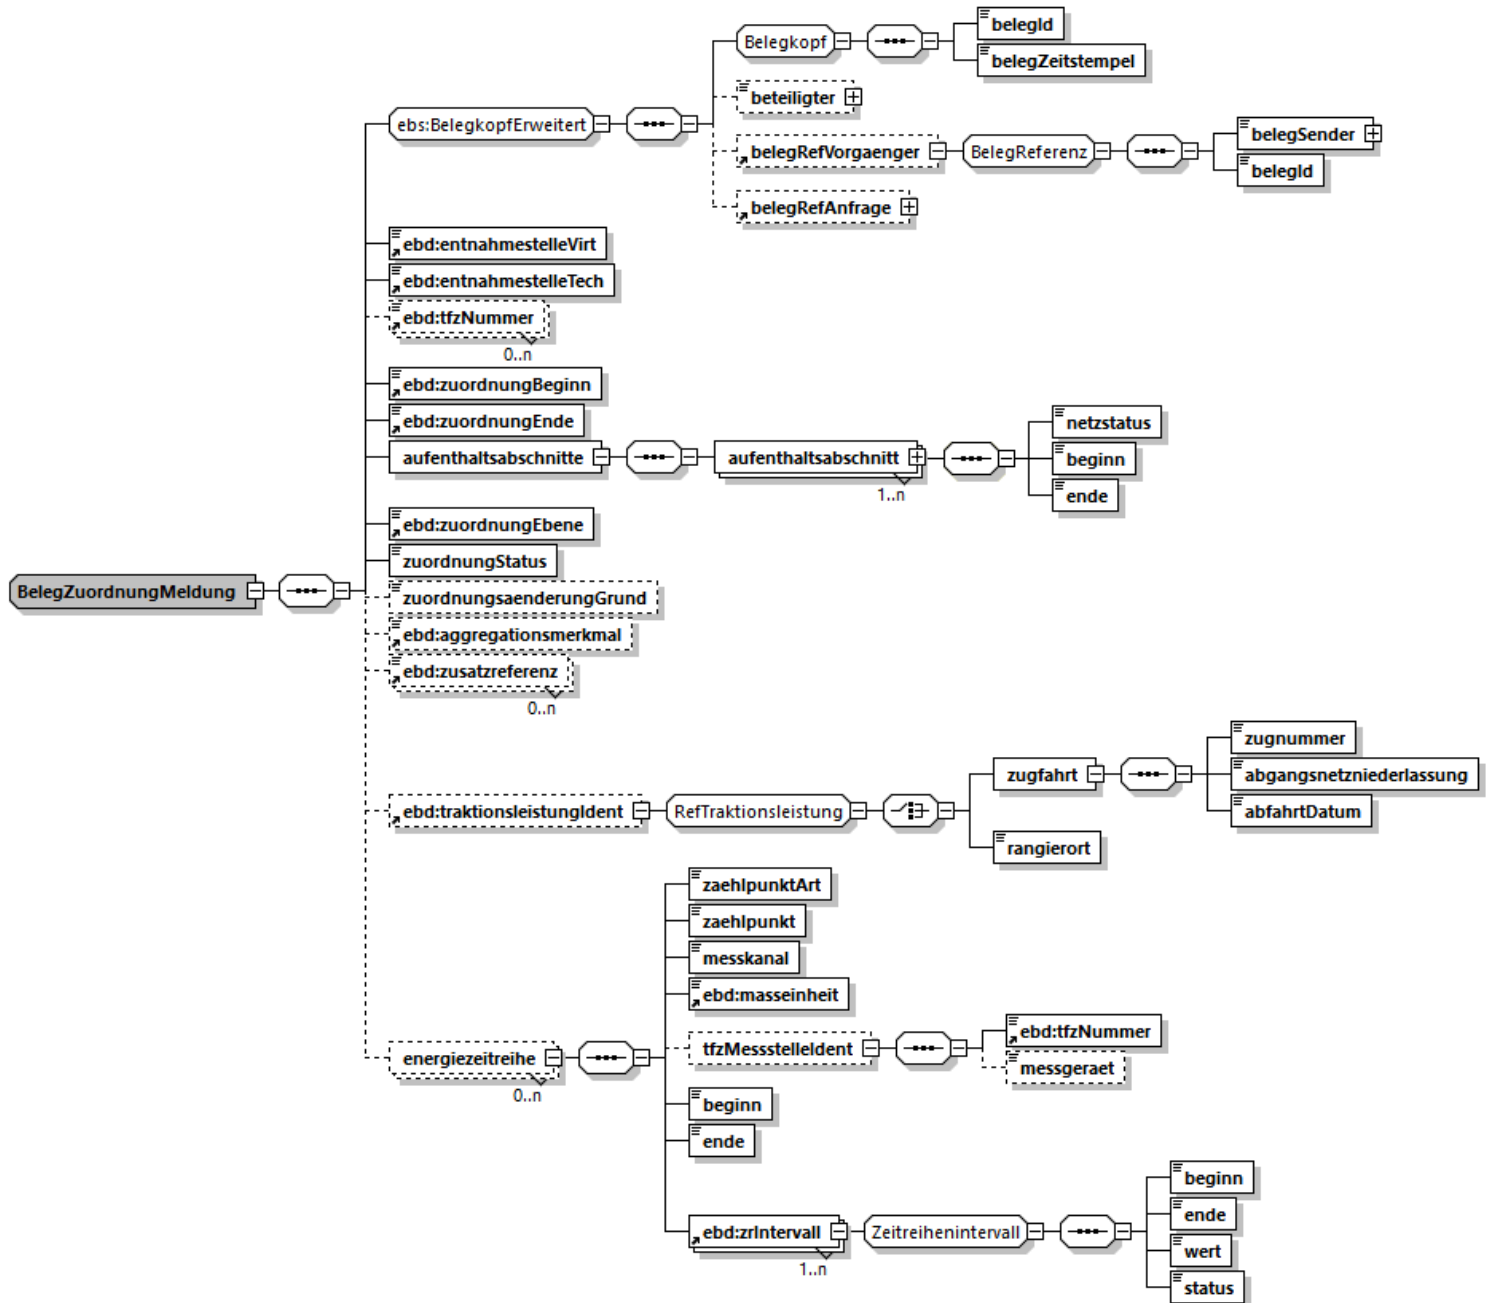 Belegkopf
belegId
belegZeitstempel
beteiligter
ebs:BelegkopfErweitert
belegRefVorgaenger
BelegReferenz
belegSender
belegId
belegRefAnfrage
ebd:entnahmestelleVirt
ebd:entnahmestelleTech
ebd:tfzNummer
0..n
ebd:zuordnungBeginn
ebd:zuordnungEnde
aufenthaltsabschnitte
aufenthaltsabschnitt
1..n
netzstatus
beginn
ende
ebd:zuordnungEbene
zuordnungStatus
BelegZuordnungMeldung
zuordnungsaenderungGrund
ebd:aggregationsmerkmal
ebd:zusatzreferenz
0..n
ebd:traktionsleistungIdent
RefTraktionsleistung
zugfahrt
zugnummer
abgangsnetzniederlassung
abfahrtDatum
rangierort
energiezeitreihe
0..n
zaehlpunktArt
zaehlpunkt
messkanal
ebd:masseinheit
tfzMessstelleIdent
ebd:tfzNummer
messgeraet
beginn
ende
ebd:zrIntervall
1..n
Zeitreihenintervall
beginn
ende
wert
status